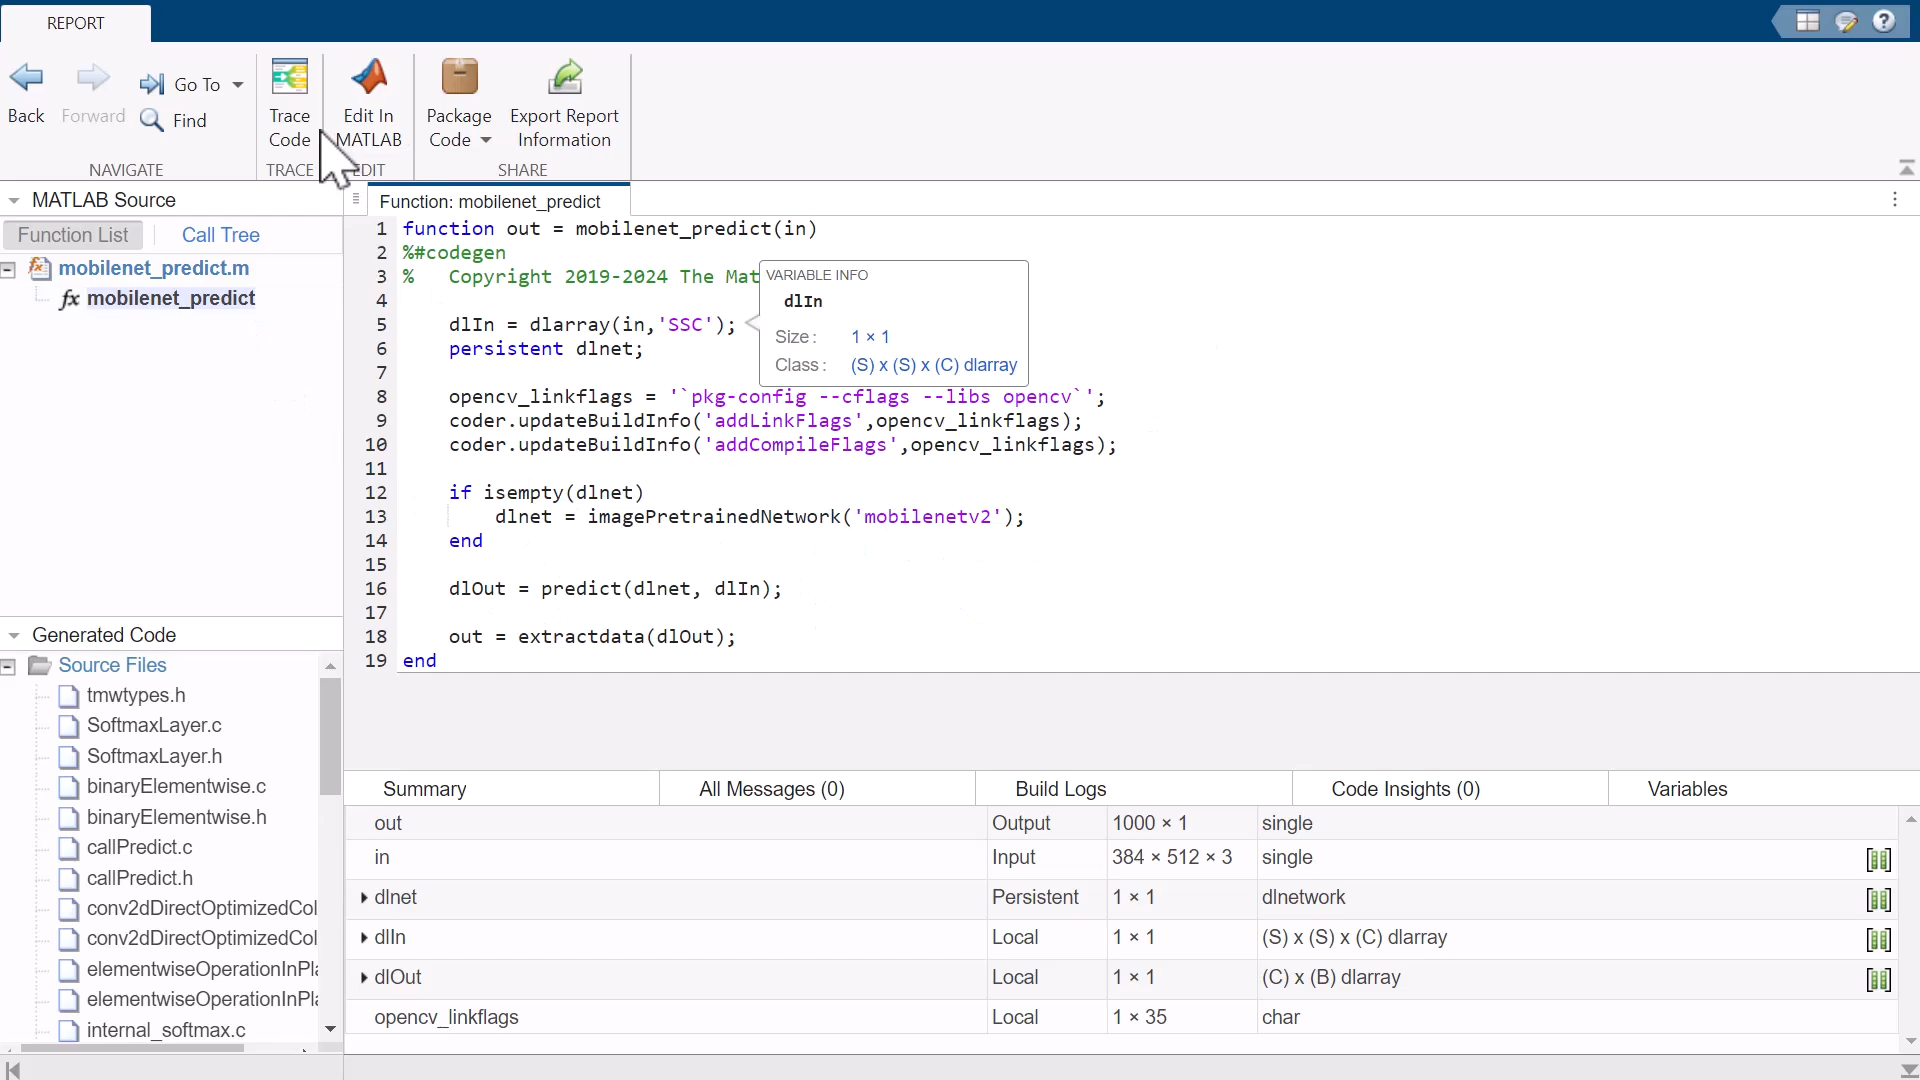 REPORT
Back
Forward
Go To
Find
NAVIGATE
Trace
Code
TRACE
Edit In
MATLAB
EDIT
Package
Code
Export Report
Information
SHARE
MATLAB Source
Function List
Call Tree
mobilenet_predict.m
fx mobilenet_predict
Function: mobilenet_predict
1 function out = mobilenet_predict(in)
2 %#codegen
3 %   Copyright 2019-2024 The Mat
4
5     dlIn = dlarray(in,'SSC');
6     persistent dlnet;
7
8     opencv_linkflags = '`pkg-config --cflags --libs opencv`';
9     coder.updateBuildInfo('addLinkFlags',opencv_linkflags);
10     coder.updateBuildInfo('addCompileFlags',opencv_linkflags);
11
12     if isempty(dlnet)
13         dlnet = imagePretrainedNetwork('mobilenetv2');
14     end
15
16     dlOut = predict(dlnet, dlIn);
17
18     out = extractdata(dlOut);
19 end
VARIABLE INFO
dlIn
Size: 1 × 1
Class: (S) x (S) x (C) dlarray
Generated Code
Source Files
tmwtypes.h
SoftmaxLayer.c
SoftmaxLayer.h
binaryElementwise.c
binaryElementwise.h
callPredict.c
callPredict.h
conv2dDirectOptimizedCol
conv2dDirectOptimizedCol
elementwiseOperationInPla
elementwiseOperationInPla
internal_softmax.c
Summary
All Messages (0)
Build Logs
Code Insights (0)
Variables
out Output 1000 × 1 single
in Input 384 × 512 × 3 single
dlnet Persistent 1 × 1 dlnetwork
dlIn Local 1 × 1 (S) x (S) x (C) dlarray
dlOut Local 1 × 1 (C) x (B) dlarray
opencv_linkflags Local 1 × 35 char